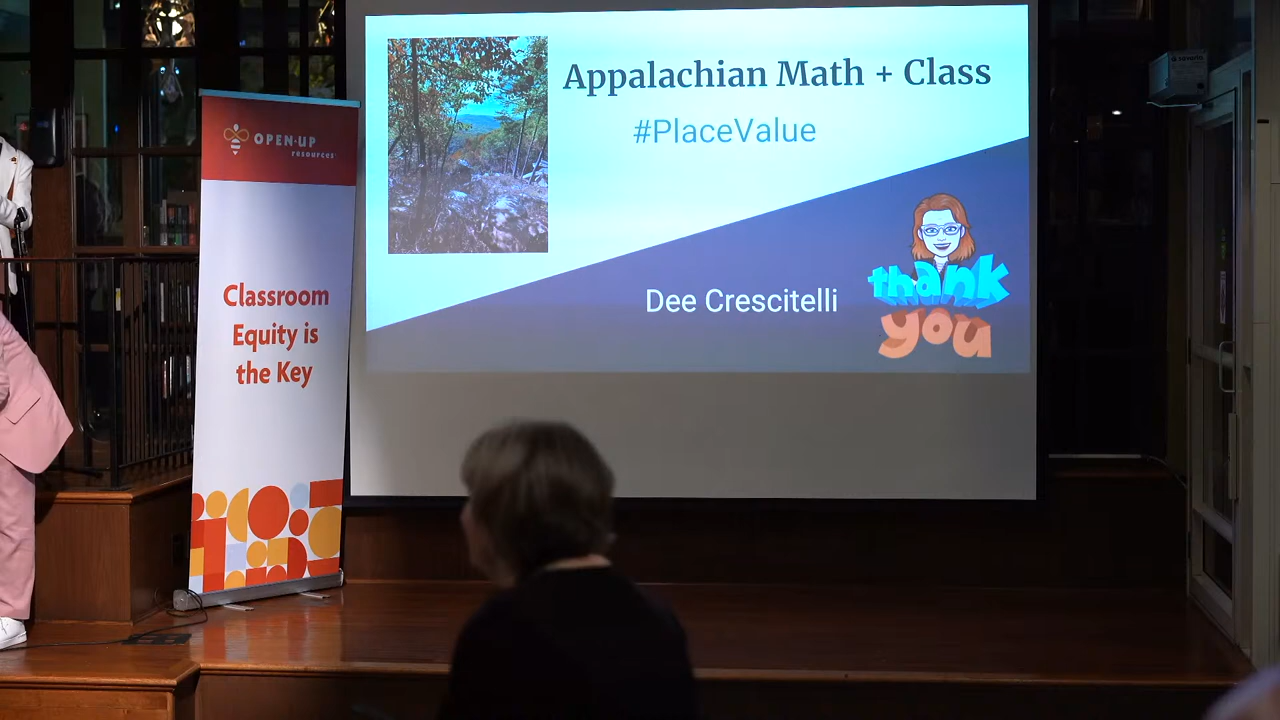 OPEN-UP
resources
Classroom
Equity is
the Key
Appalachian Math + Class
#PlaceValue
Dee Crescitelli
thank
you